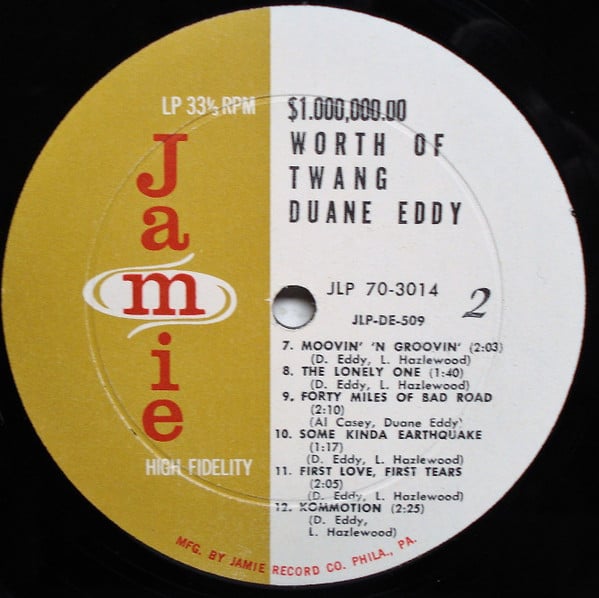 LP 33⅓ RPM
Jamie
HIGH FIDELITY
$1.000,000.00
WORTH OF
TWANG
DUANE EDDY
JLP 70-3014
2
JLP-DE-509
7. MOOVIN' 'N GROOVIN' (2:03)
(D. Eddy, L. Hazlewood)
8. THE LONELY ONE (1:40)
(D. Eddy, L. Hazlewood)
9. FORTY MILES OF BAD ROAD
(2:10)
(Al Casey, Duane Eddy)
10. SOME KINDA EARTHQUAKE
(1:17)
(D. Eddy, L. Hazlewood)
11. FIRST LOVE, FIRST TEARS
(2:05)
(D. Eddy, L. Hazlewood)
12. KOMMOTION (2:25)
(D. Eddy,
L. Hazlewood)
MFG. BY JAMIE RECORD CO. PHILA., PA.